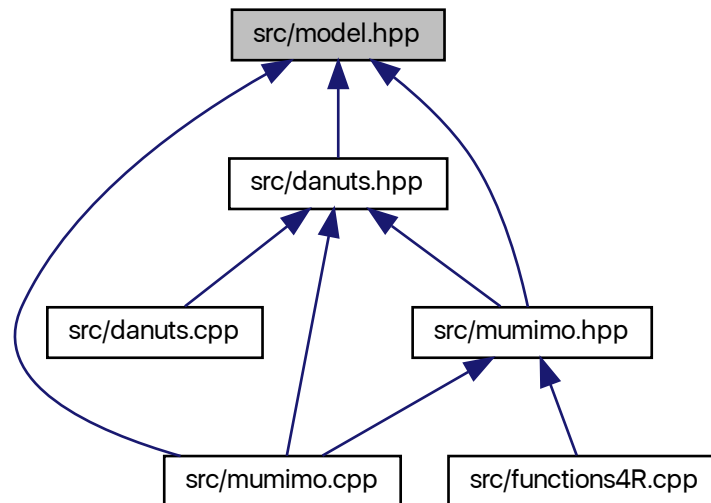 src/model.hpp
src/danuts.hpp
src/danuts.cpp
src/mumimo.hpp
src/mumimo.cpp
src/functions4R.cpp